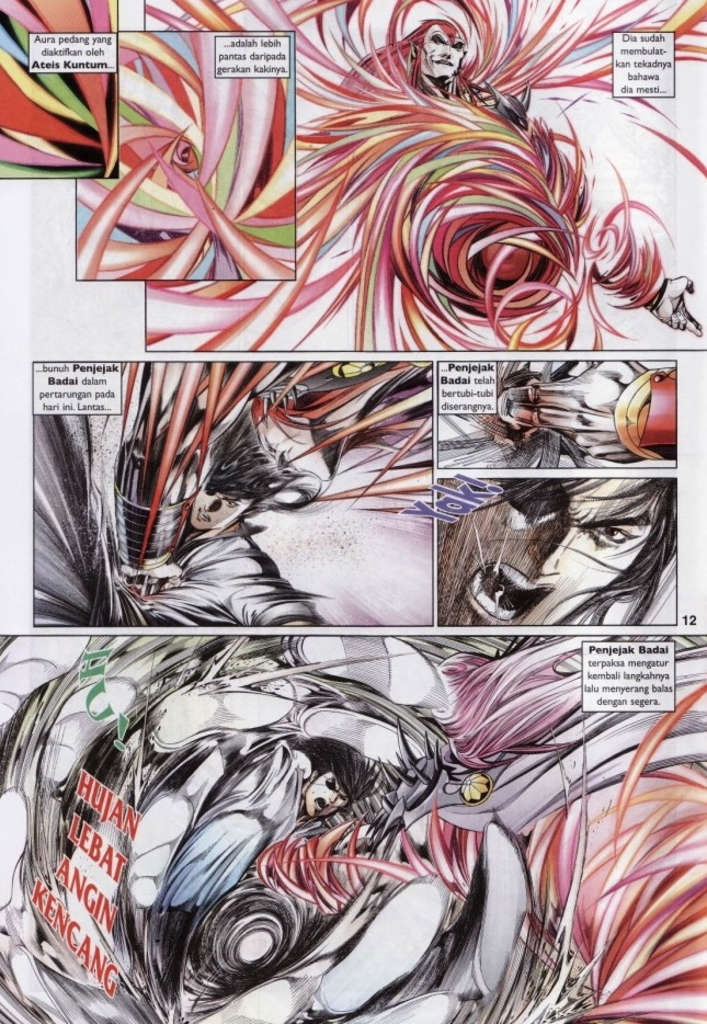 Aura pedang yang
diaktifkan oleh
Ateis Kuntum...
...adalah lebih
pantas daripada
gerakan kakinya.
Dia sudah
membulat-
kan tekadnya
bahawa
dia mesti...
...bunuh Penjejak
Badai dalam
pertarungan pada
hari ini. Lantas...
...Penjejak
Badai telah
bertubi-tubi
diserangnya.
Yaki!
12
Penjejak Badai
terpaksa mengatur
kembali langkahnya
lalu menyerang balas
dengan segera.
HU!
HUJAN
LEBAT
ANGIN
KENCANG